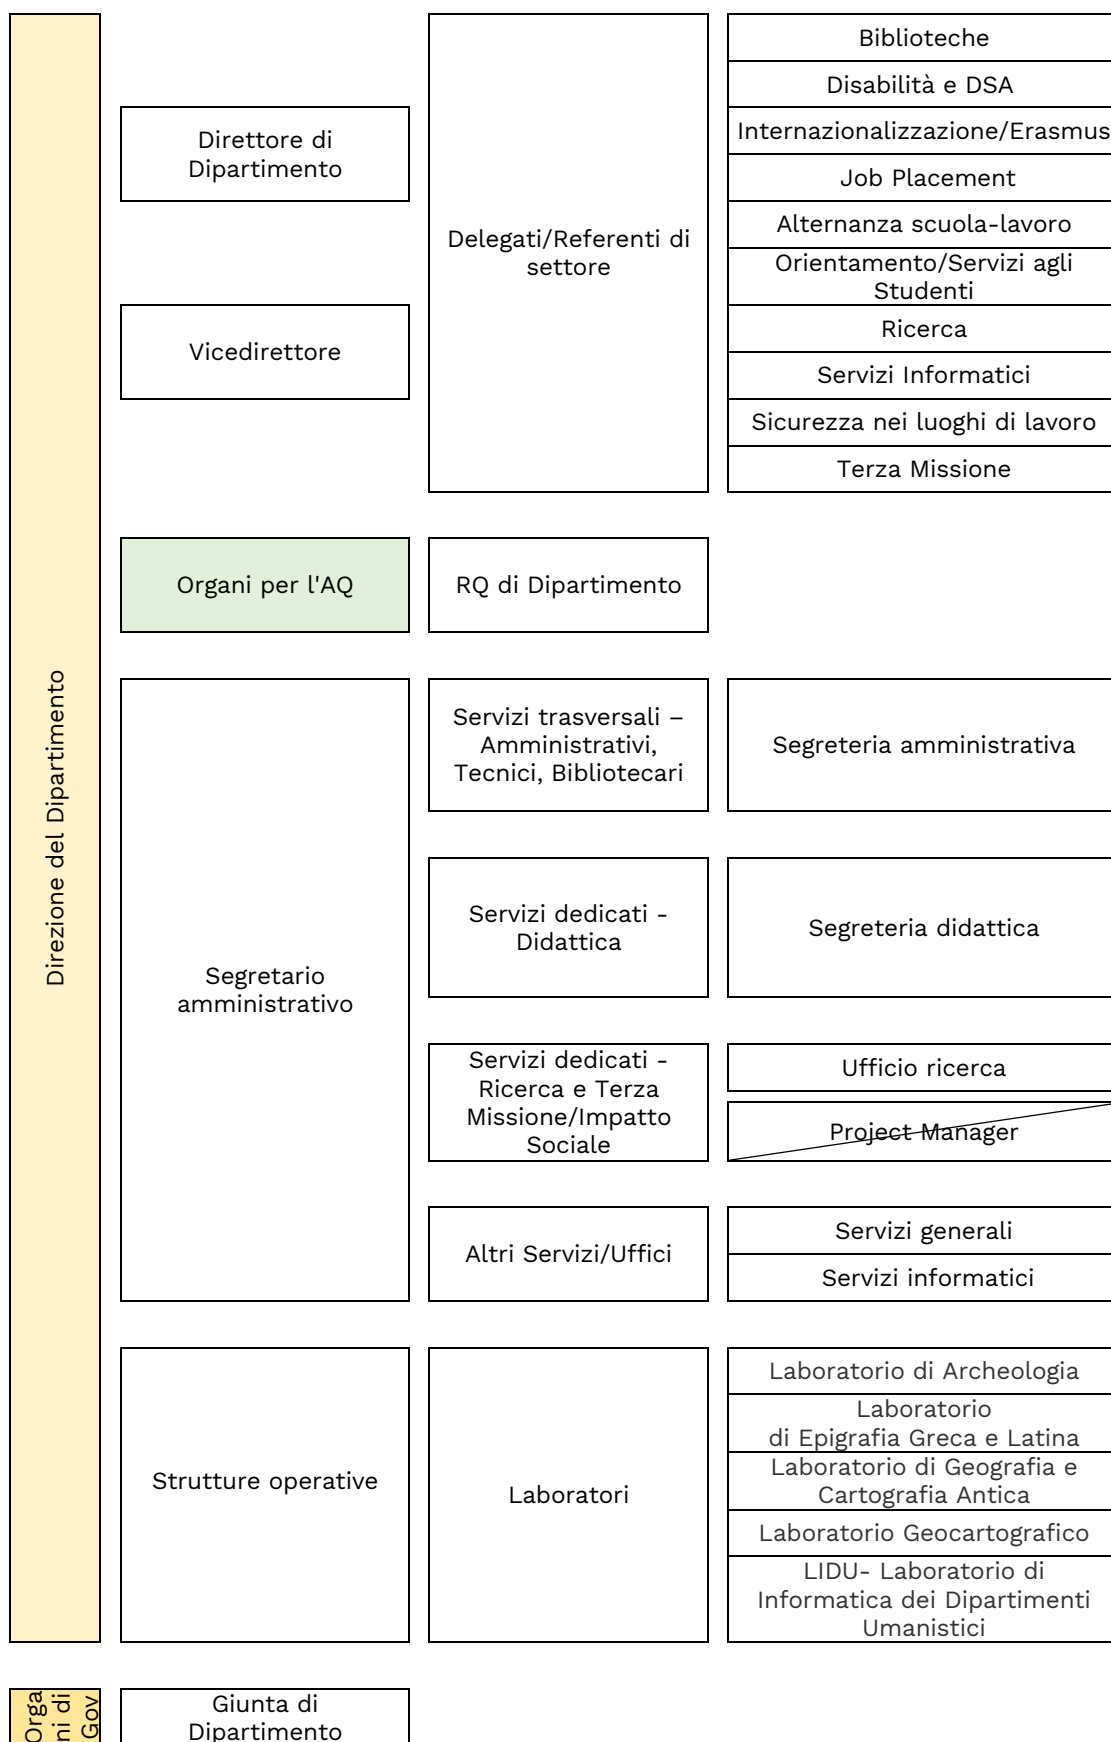 Direzione del Dipartimento
Direttore di
Dipartimento
Vicedirettore
Delegati/Referenti di
settore
Biblioteche
Disabilità e DSA
Internazionalizzazione/Erasmus
Job Placement
Alternanza scuola-lavoro
Orientamento/Servizi agli
Studenti
Ricerca
Servizi Informatici
Sicurezza nei luoghi di lavoro
Terza Missione
Organi per l'AQ
RQ di Dipartimento
Segretario
amministrativo
Servizi trasversali –
Amministrativi,
Tecnici, Bibliotecari
Segreteria amministrativa
Servizi dedicati -
Didattica
Segreteria didattica
Servizi dedicati -
Ricerca e Terza
Missione/Impatto
Sociale
Ufficio ricerca
Project Manager
Altri Servizi/Uffici
Servizi generali
Servizi informatici
Strutture operative
Laboratori
Laboratorio di Archeologia
Laboratorio
di Epigrafia Greca e Latina
Laboratorio di Geografia e
Cartografia Antica
Laboratorio Geocartografico
LIDU- Laboratorio di
Informatica dei Dipartimenti
Umanistici
Orga
ni di
Gov
Giunta di
Dipartimento